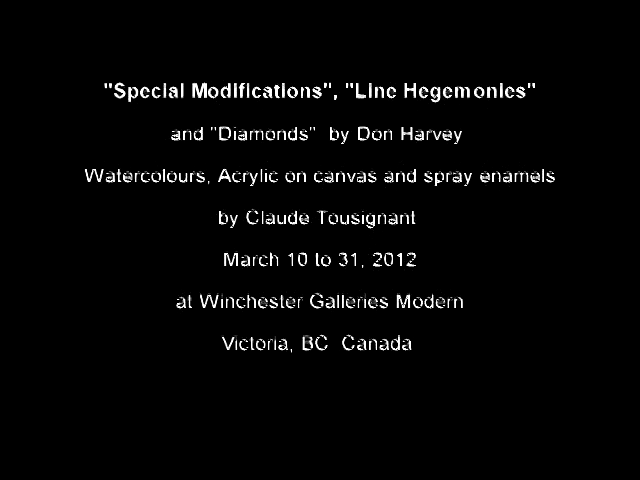 "Special Modifications", "Line Hegemonies"
and "Diamonds"  by Don Harvey
Watercolours, Acrylic on canvas and spray enamels
by Claude Tousignant
March 10 to 31, 2012
at Winchester Galleries Modern
Victoria, BC  Canada